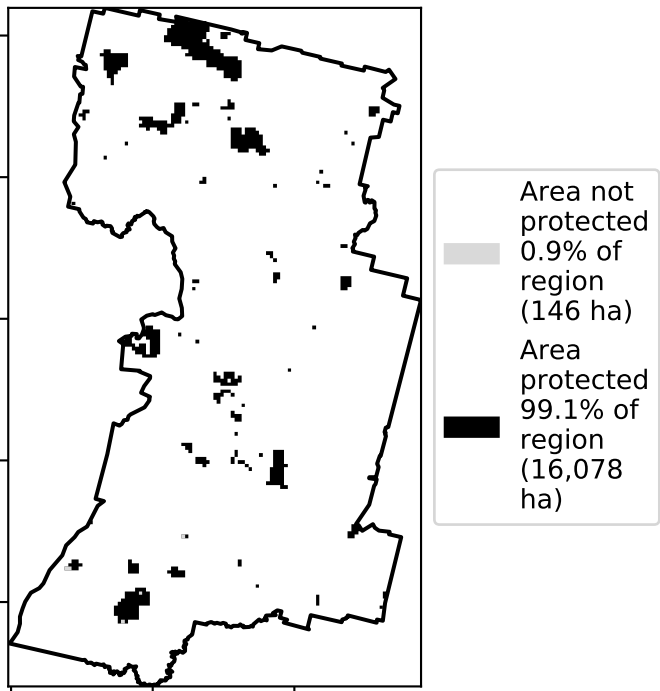 Area not
protected
0.9% of
region
(146 ha)
Area
protected
99.1% of
region
(16,078
ha)